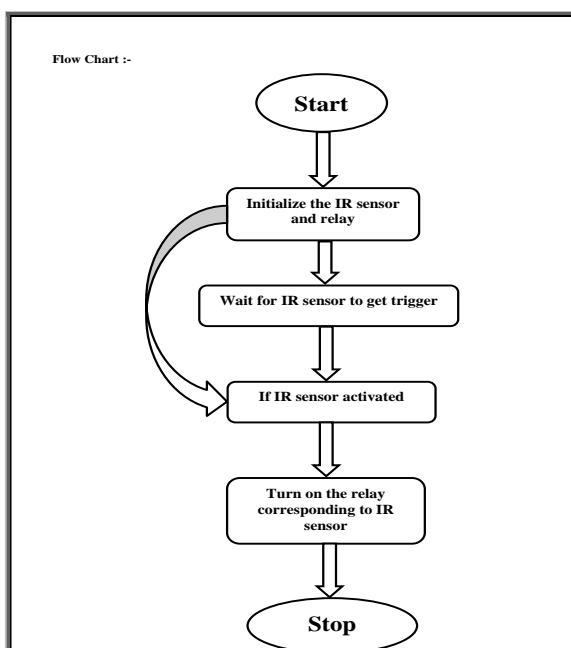 Flow Chart :-
Start
Initialize the IR sensor
and relay
Wait for IR sensor to get trigger
If IR sensor activated
Turn on the relay
corresponding to IR
sensor
Stop